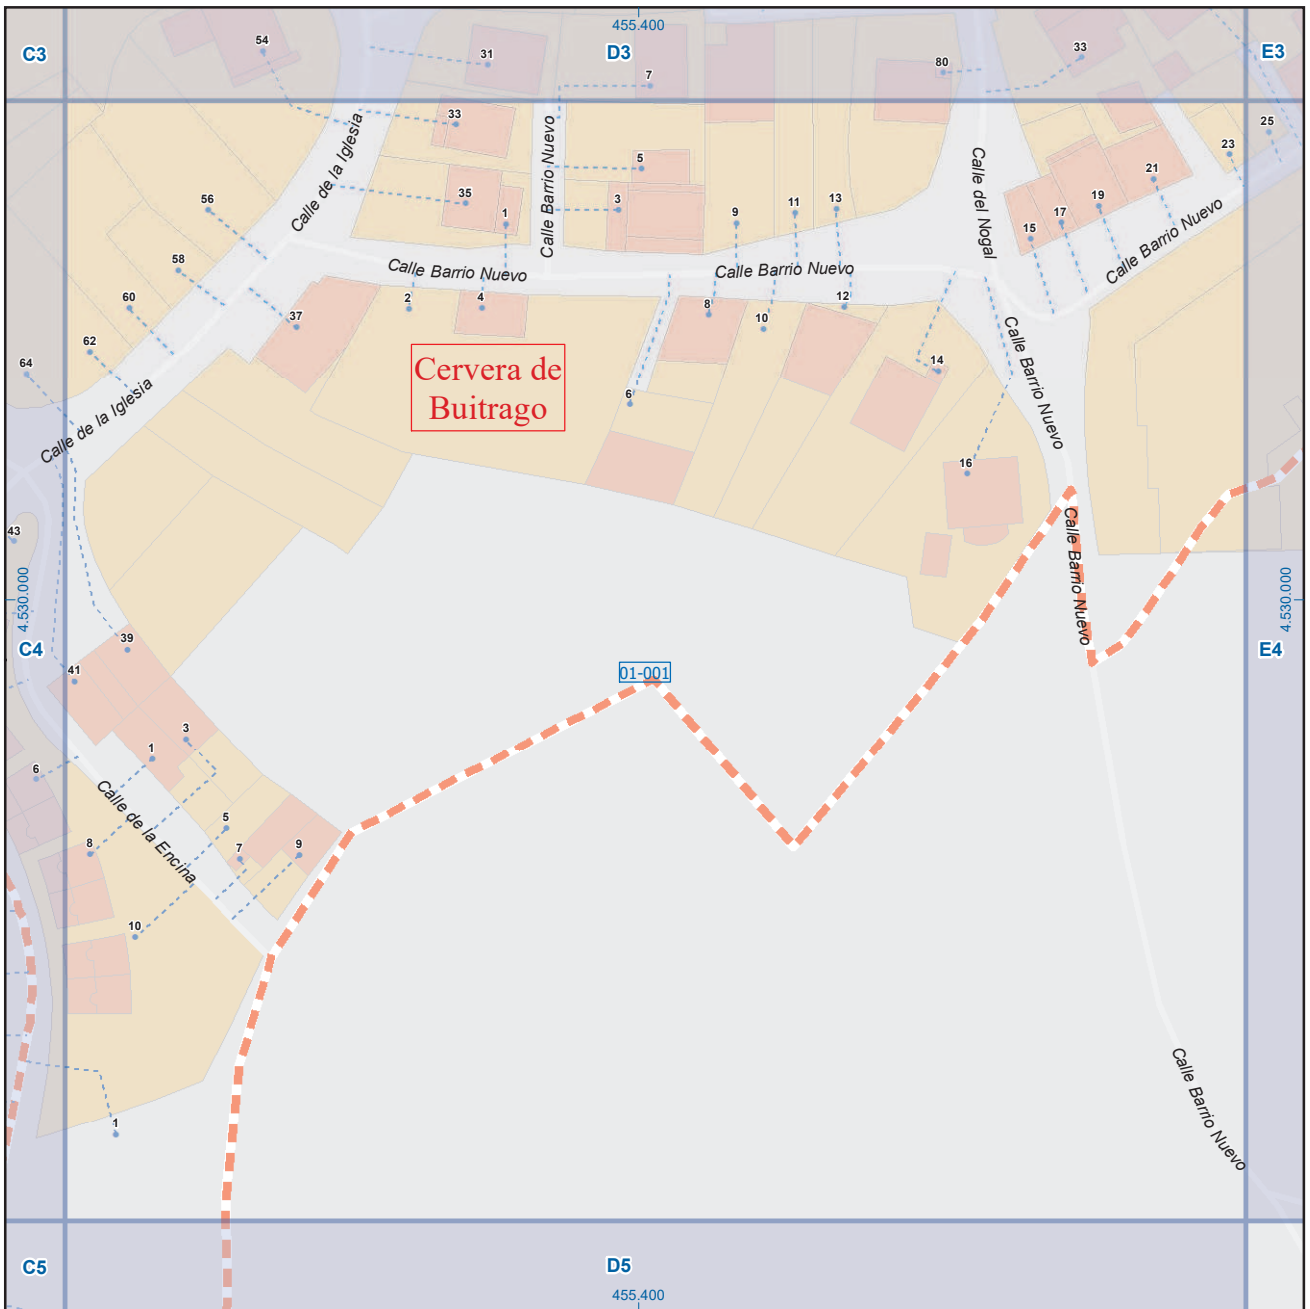 455.400
C3
D3
E3
54
31
7
80
33
33
Calle de la Iglesia
Calle Barrio Nuevo
5
Calle del Nogal
25
23
21
56
35
1
3
9
11
13
15
17
19
Calle Barrio Nuevo
58
Calle Barrio Nuevo
Calle Barrio Nuevo
60
37
2
4
8
10
12
62
64
Calle de la Iglesia
Cervera de
Buitrago
6
14
Calle Barrio Nuevo
16
43
Calle Barrio Nuevo
4.530.000
4.530.000
C4
E4
39
41
01-001
3
1
6
Calle de la Encina
5
8
7
9
10
1
Calle Barrio Nuevo
C5
D5
455.400